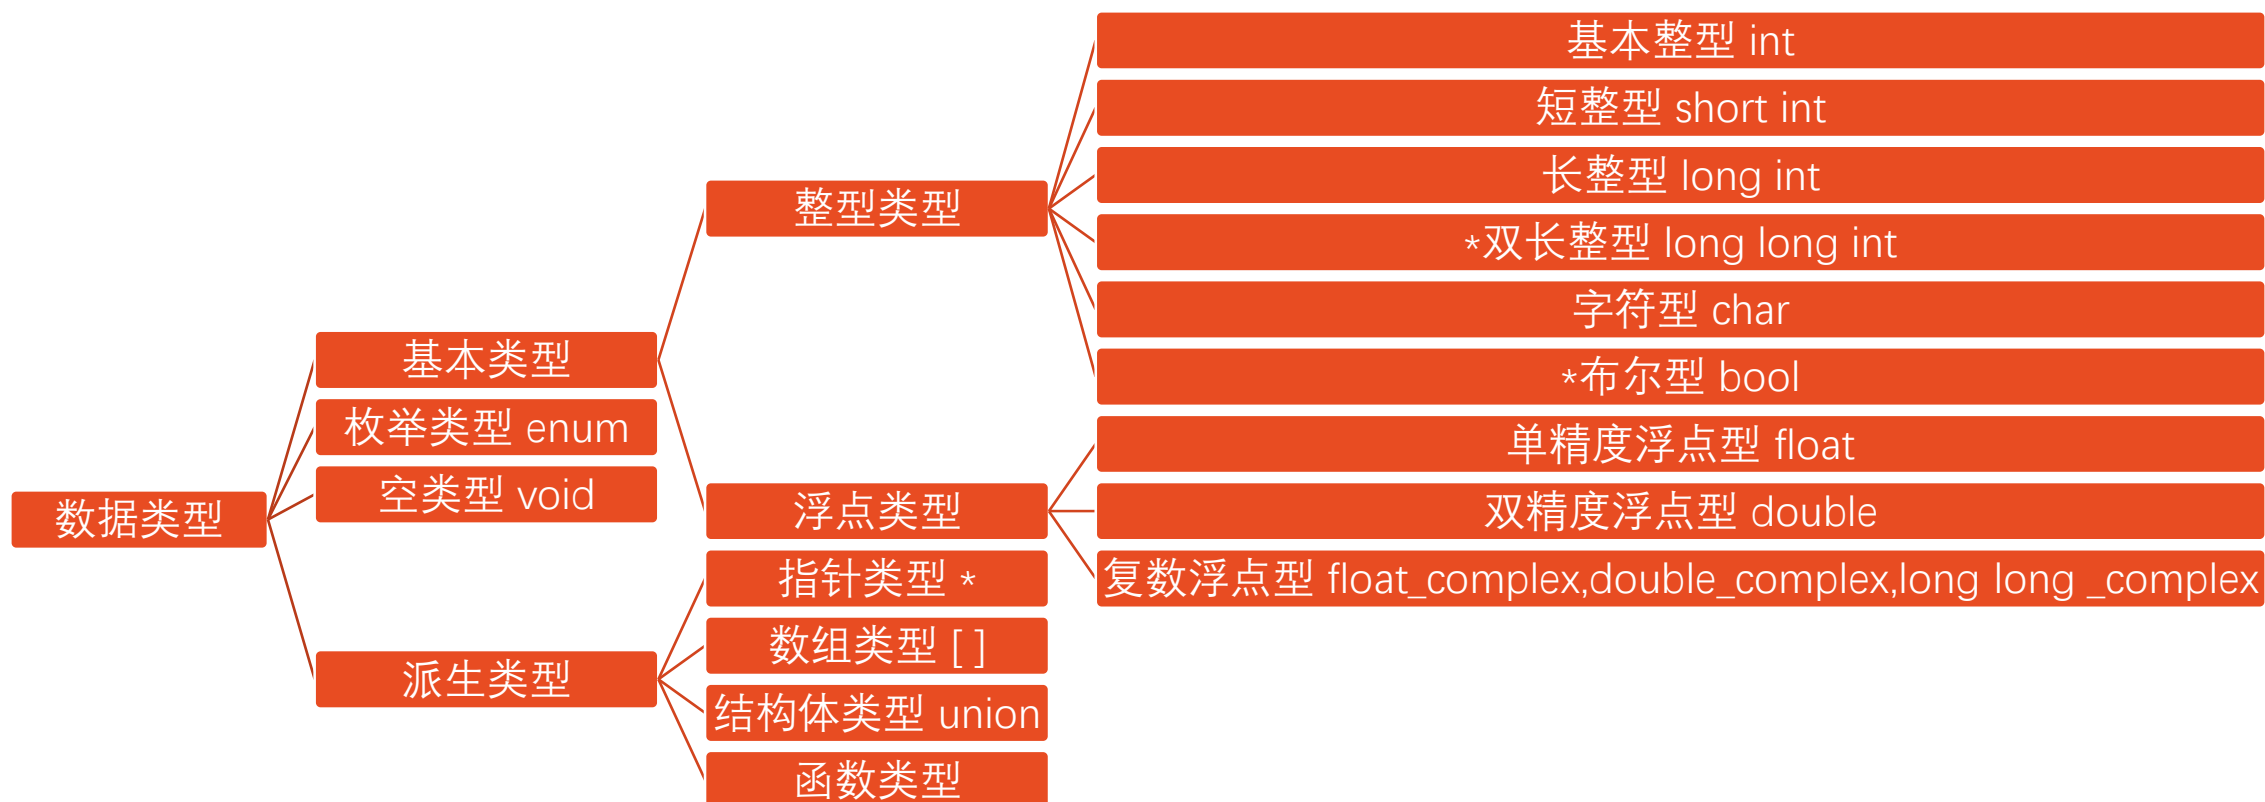 数据类型
基本类型
整型类型
基本整型 int
短整型 short int
长整型 long int
*双长整型 long long int
字符型 char
*布尔型 bool
浮点类型
单精度浮点型 float
双精度浮点型 double
复数浮点型 float_complex,double_complex,long long _complex
枚举类型 enum
空类型 void
派生类型
指针类型 *
数组类型 [ ]
结构体类型 union
函数类型